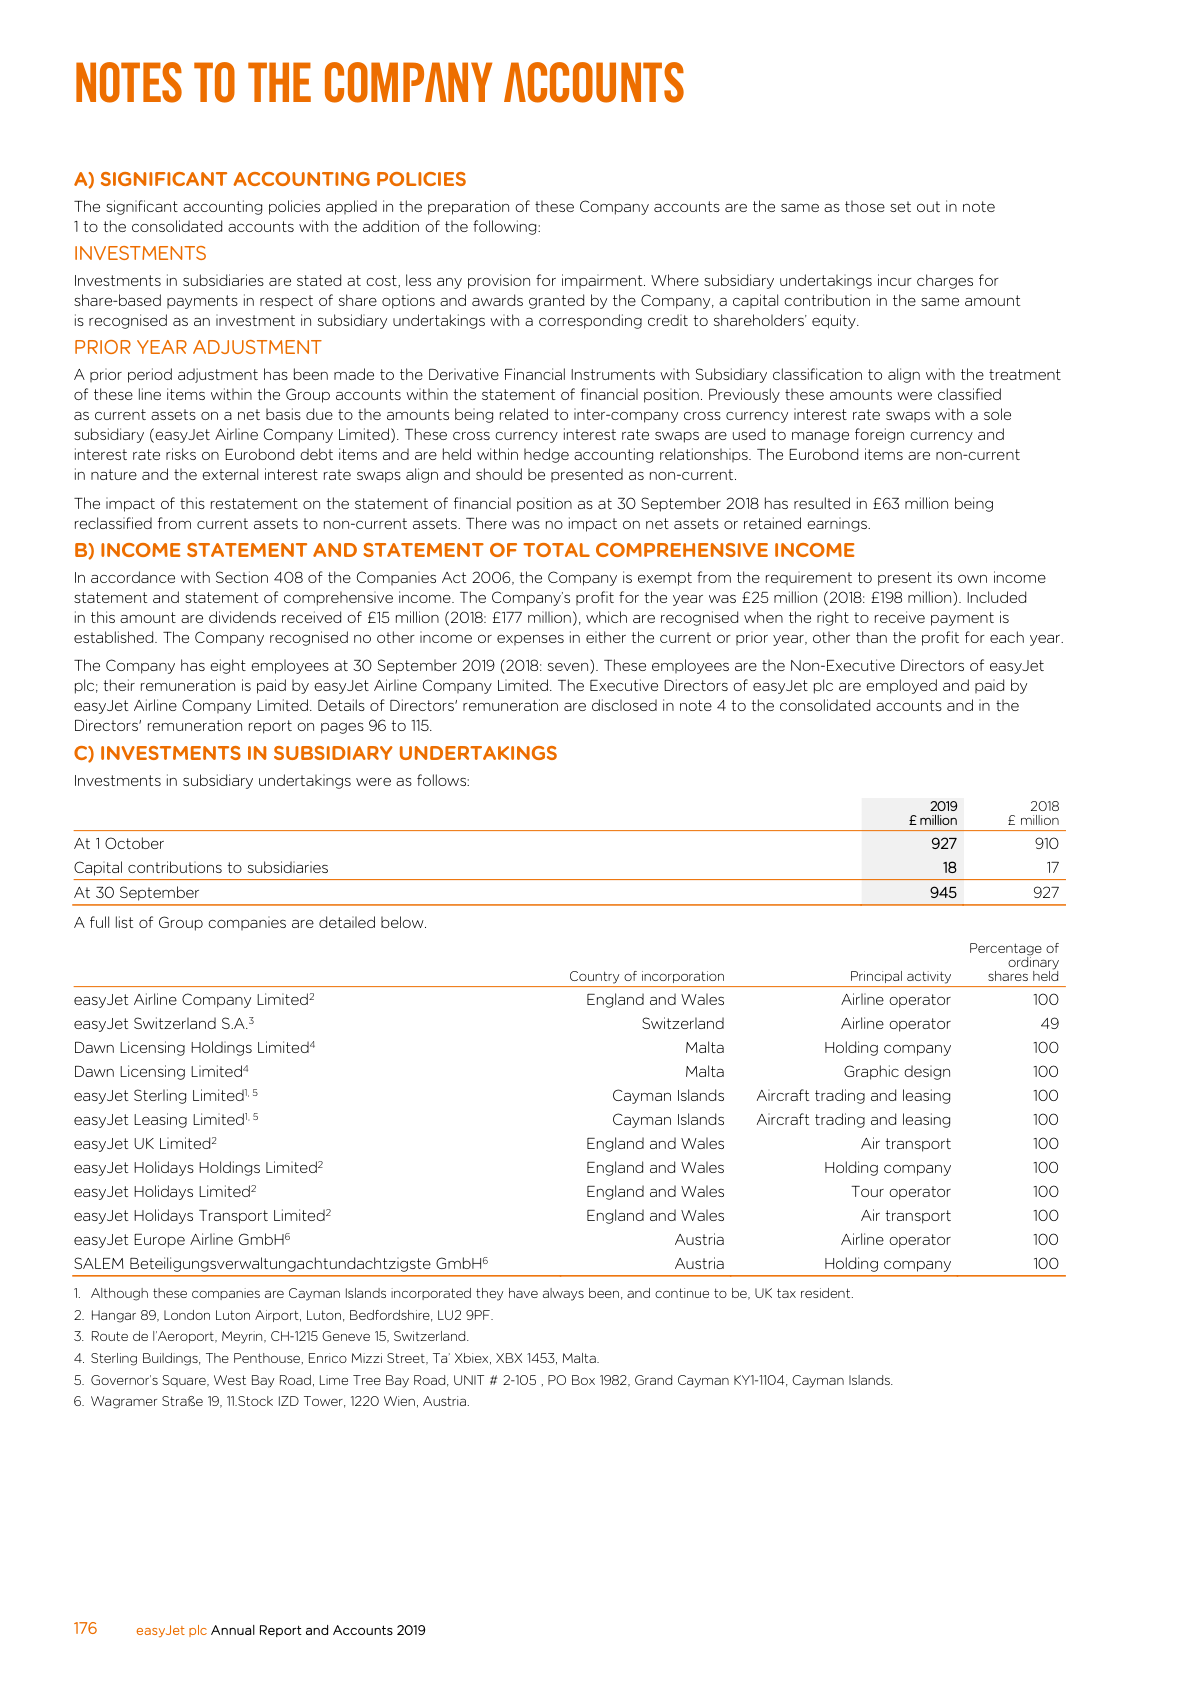 NOTES TO THE COMPANY ACCOUNTS
A) SIGNIFICANT ACCOUNTING POLICIES
The significant accounting policies applied in the preparation of these Company accounts are the same as those set out in note
1 to the consolidated accounts with the addition of the following:
INVESTMENTS
Investments in subsidiaries are stated at cost, less any provision for impairment. Where subsidiary undertakings incur charges for
share-based payments in respect of share options and awards granted by the Company, a capital contribution in the same amount
is recognised as an investment in subsidiary undertakings with a corresponding credit to shareholders' equity.
PRIOR YEAR ADJUSTMENT
A prior period adjustment has been made to the Derivative Financial Instruments with Subsidiary classification to align with the treatment
of these line items within the Group accounts within the statement of financial position. Previously these amounts were classified
as current assets on a net basis due to the amounts being related to inter-company cross currency interest rate swaps with a sole
subsidiary (easyJet Airline Company Limited). These cross currency interest rate swaps are used to manage foreign currency and
interest rate risks on Eurobond debt items and are held within hedge accounting relationships. The Eurobond items are non-current
in nature and the external interest rate swaps align and should be presented as non-current.
The impact of this restatement on the statement of financial position as at 30 September 2018 has resulted in £63 million being
reclassified from current assets to non-current assets. There was no impact on net assets or retained earnings.
B) INCOME STATEMENT AND STATEMENT OF TOTAL COMPREHENSIVE INCOME
In accordance with Section 408 of the Companies Act 2006, the Company is exempt from the requirement to present its own income
statement and statement of comprehensive income. The Company's profit for the year was £25 million (2018: £198 million). Included
in this amount are dividends received of £15 million (2018: £177 million), which are recognised when the right to receive payment is
established. The Company recognised no other income or expenses in either the current or prior year, other than the profit for each year.
The Company has eight employees at 30 September 2019 (2018: seven). These employees are the Non-Executive Directors of easyJet
plc; their remuneration is paid by easyJet Airline Company Limited. The Executive Directors of easyJet plc are employed and paid by
easyJet Airline Company Limited. Details of Directors' remuneration are disclosed in note 4 to the consolidated accounts and in the
Directors' remuneration report on pages 96 to 115.
C) INVESTMENTS IN SUBSIDIARY UNDERTAKINGS
Investments in subsidiary undertakings were as follows:
2019 2018
£ million £ million
At 1 October 927 910
Capital contributions to subsidiaries 18 17
At 30 September 945 927
A full list of Group companies are detailed below.
Percentage of
ordinary
Country of incorporation Principal activity shares held
easyJet Airline Company Limited² England and Wales Airline operator 100
easyJet Switzerland S.A.³ Switzerland Airline operator 49
Dawn Licensing Holdings Limited⁴ Malta Holding company 100
Dawn Licensing Limited⁴ Malta Graphic design 100
easyJet Sterling Limited¹, ⁵ Cayman Islands Aircraft trading and leasing 100
easyJet Leasing Limited¹, ⁵ Cayman Islands Aircraft trading and leasing 100
easyJet UK Limited² England and Wales Air transport 100
easyJet Holidays Holdings Limited² England and Wales Holding company 100
easyJet Holidays Limited² England and Wales Tour operator 100
easyJet Holidays Transport Limited² England and Wales Air transport 100
easyJet Europe Airline GmbH⁶ Austria Airline operator 100
SALEM Beteiligungsverwaltungachtundachtzigste GmbH⁶ Austria Holding company 100
1. Although these companies are Cayman Islands incorporated they have always been, and continue to be, UK tax resident.
2. Hangar 89, London Luton Airport, Luton, Bedfordshire, LU2 9PF.
3. Route de l'Aeroport, Meyrin, CH-1215 Geneve 15, Switzerland.
4. Sterling Buildings, The Penthouse, Enrico Mizzi Street, Ta' Xbiex, XBX 1453, Malta.
5. Governor's Square, West Bay Road, Lime Tree Bay Road, UNIT # 2-105 , PO Box 1982, Grand Cayman KY1-1104, Cayman Islands.
6. Wagramer Straße 19, 11.Stock IZD Tower, 1220 Wien, Austria.
176 easyJet plc Annual Report and Accounts 2019